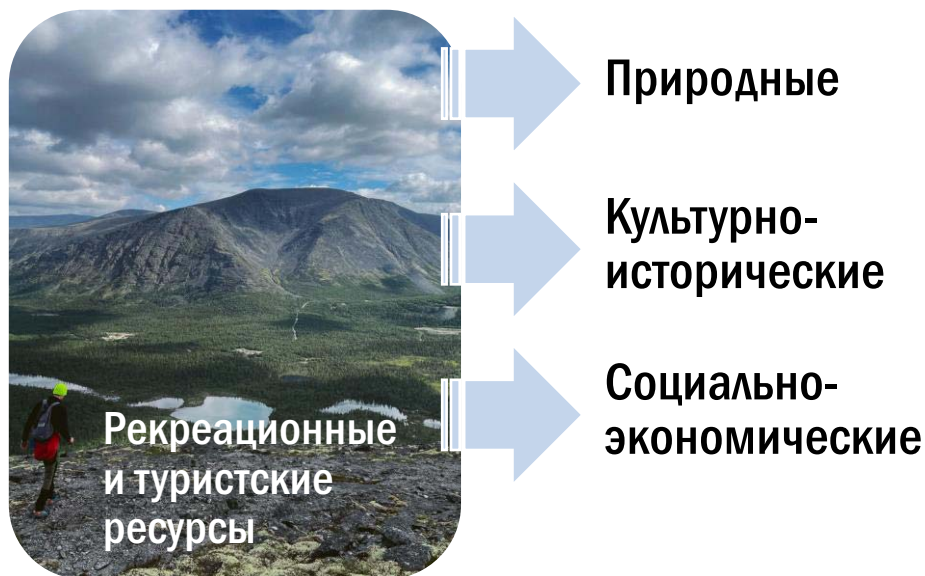 Рекреационные
и туристские
ресурсы
Природные
Культурно-
исторические
Социально-
экономические